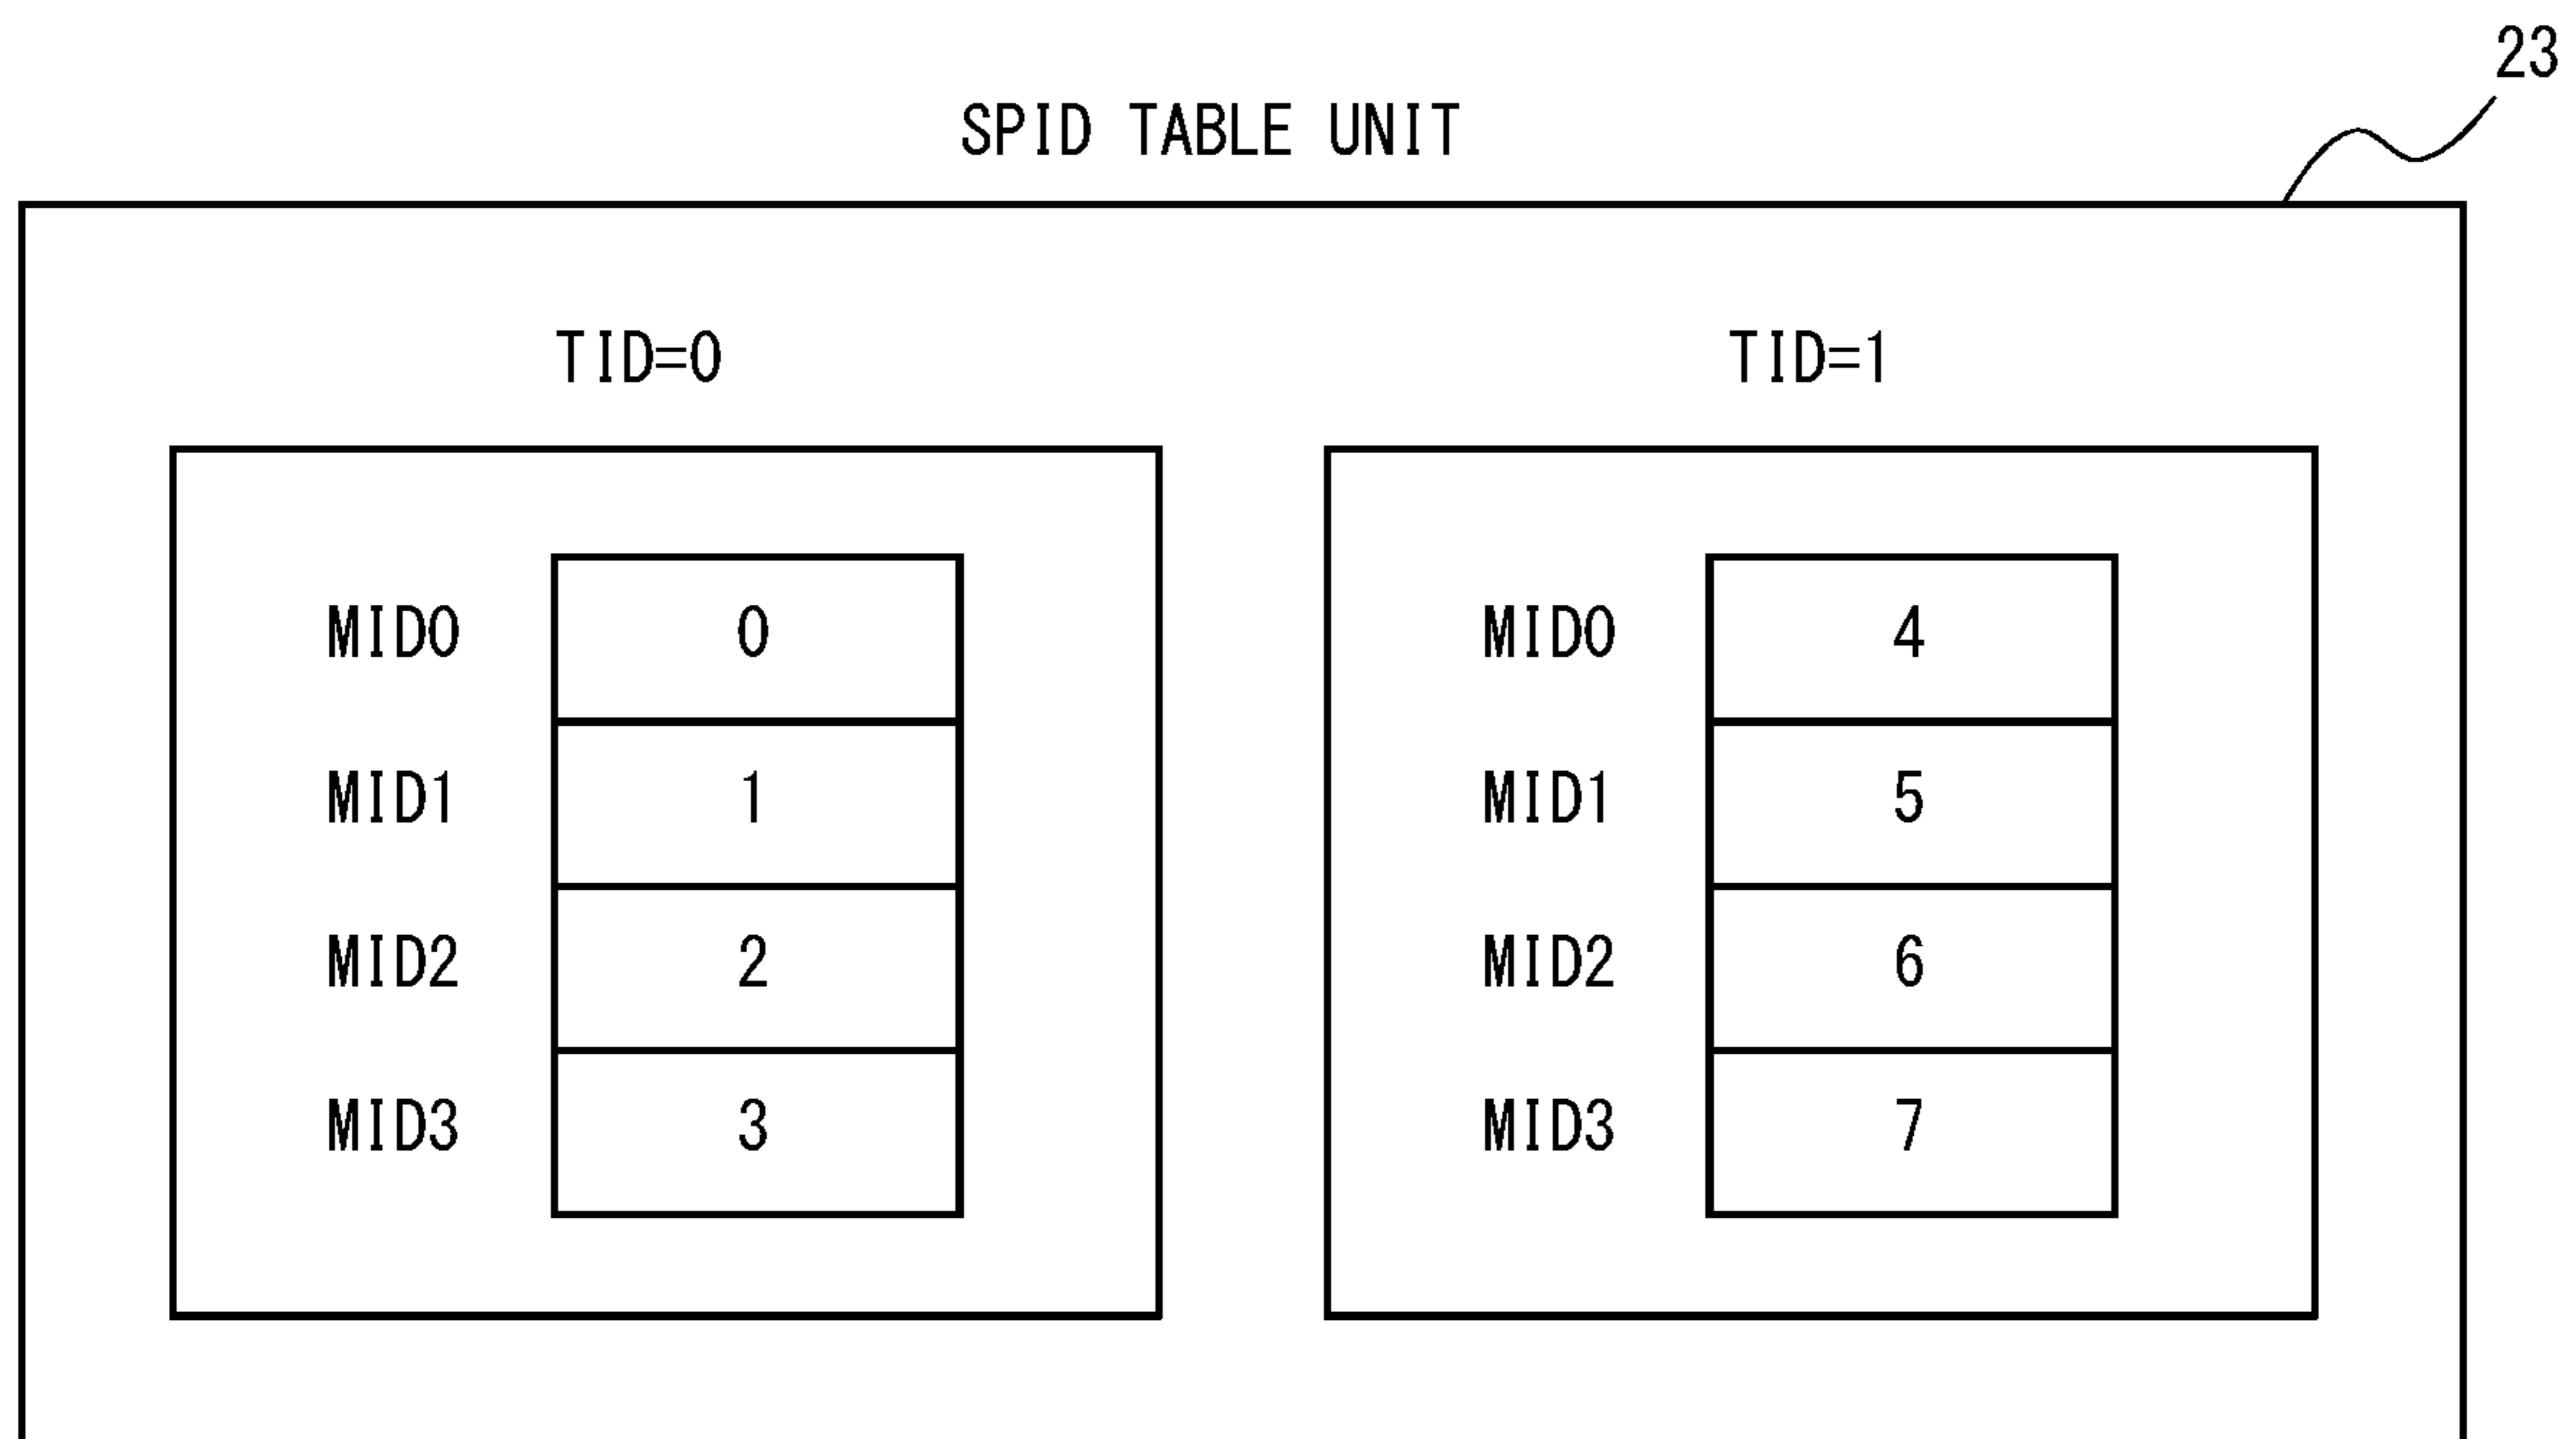 23
SPID TABLE UNIT
TID=0
MID0 0
MID1 1
MID2 2
MID3 3
TID=1
MID0 4
MID1 5
MID2 6
MID3 7